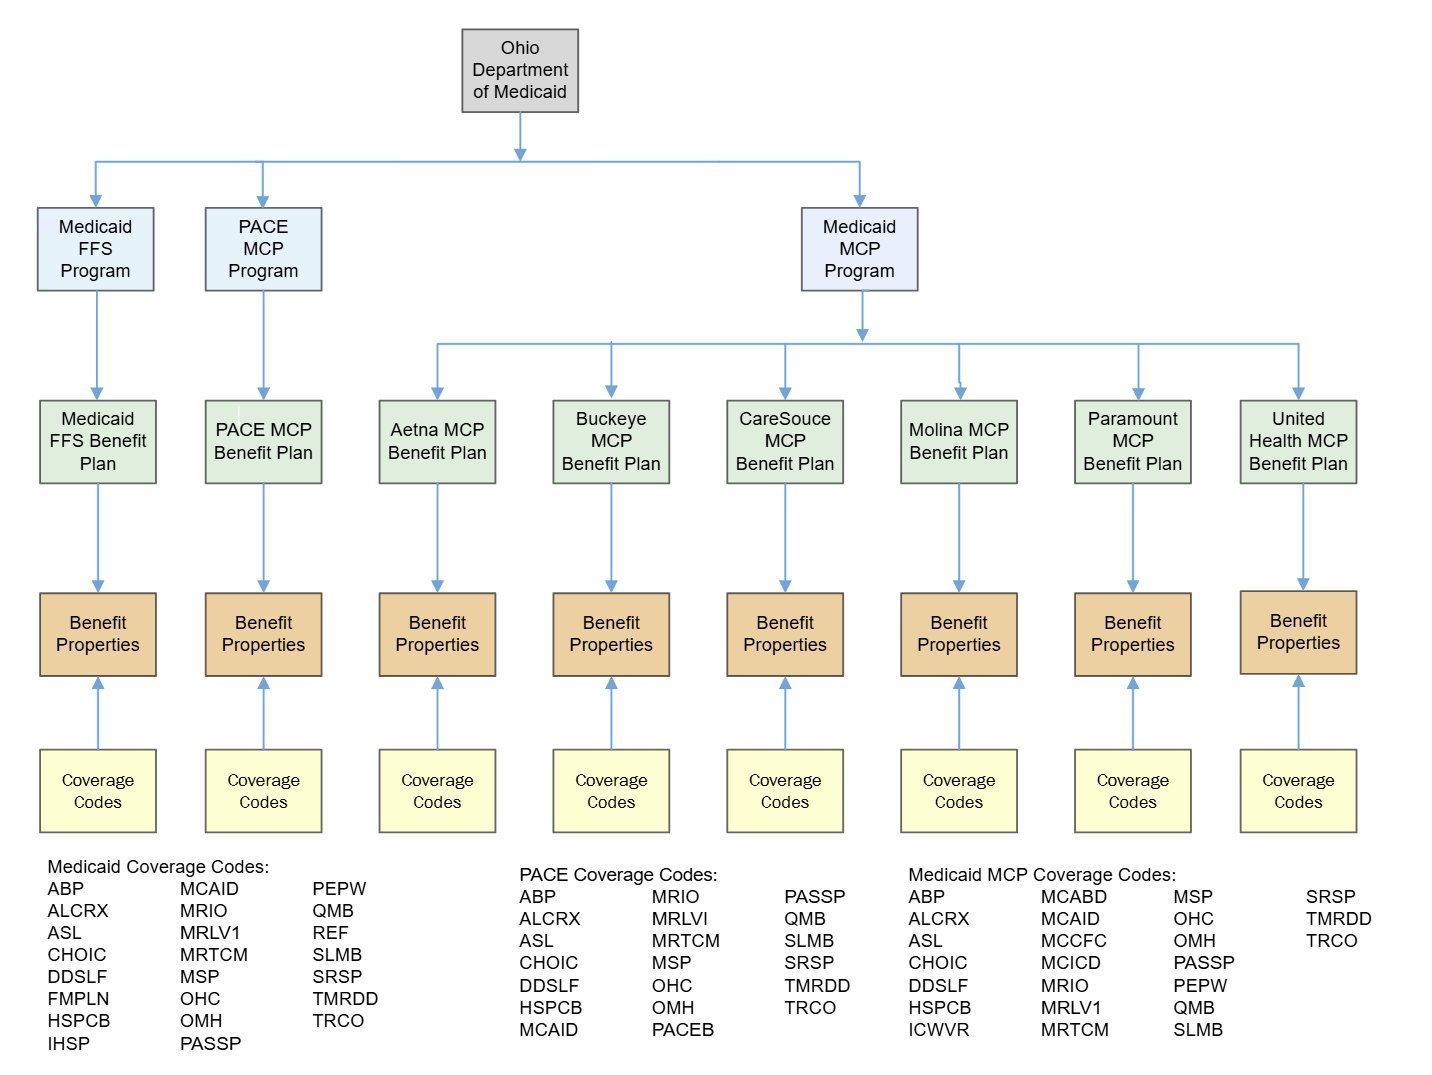 Ohio
Department
of Medicaid
Medicaid
FFS
Program
PACE
MCP
Program
Medicaid
MCP
Program
Medicaid
FFS Benefit
Plan
PACE MCP
Benefit Plan
Aetna MCP
Benefit Plan
Buckeye
MCP
Benefit Plan
CareSouce
MCP
Benefit Plan
Molina MCP
Benefit Plan
Paramount
MCP
Benefit Plan
United
Health MCP
Benefit Plan
Benefit
Properties
Benefit
Properties
Benefit
Properties
Benefit
Properties
Benefit
Properties
Benefit
Properties
Benefit
Properties
Benefit
Properties
Coverage
Codes
Coverage
Codes
Coverage
Codes
Coverage
Codes
Coverage
Codes
Coverage
Codes
Coverage
Codes
Coverage
Codes
Medicaid Coverage Codes:
ABP MCAID PEPW
ALCRX MRIO QMB
ASL MRLV1 REF
CHOIC MRTCM SLMB
DDSLF MSP SRSP
FMPLN OHC TMRDD
HSPCB OMH TRCO
IHSP PASSP
PACE Coverage Codes:
ABP MRIO PASSP
ALCRX MRLVI QMB
ASL MRTCM SLMB
CHOIC MSP SRSP
DDSLF OHC TMRDD
HSPCB OMH TRCO
MCAID PACEB
Medicaid MCP Coverage Codes:
ABP MCABD MSP SRSP
ALCRX MCAID OHC TMRDD
ASL MCCFC OMH TRCO
CHOIC MCICD PASSP
DDSLF MRIO PEPW
HSPCB MRLV1 QMB
ICWVR MRTCM SLMB